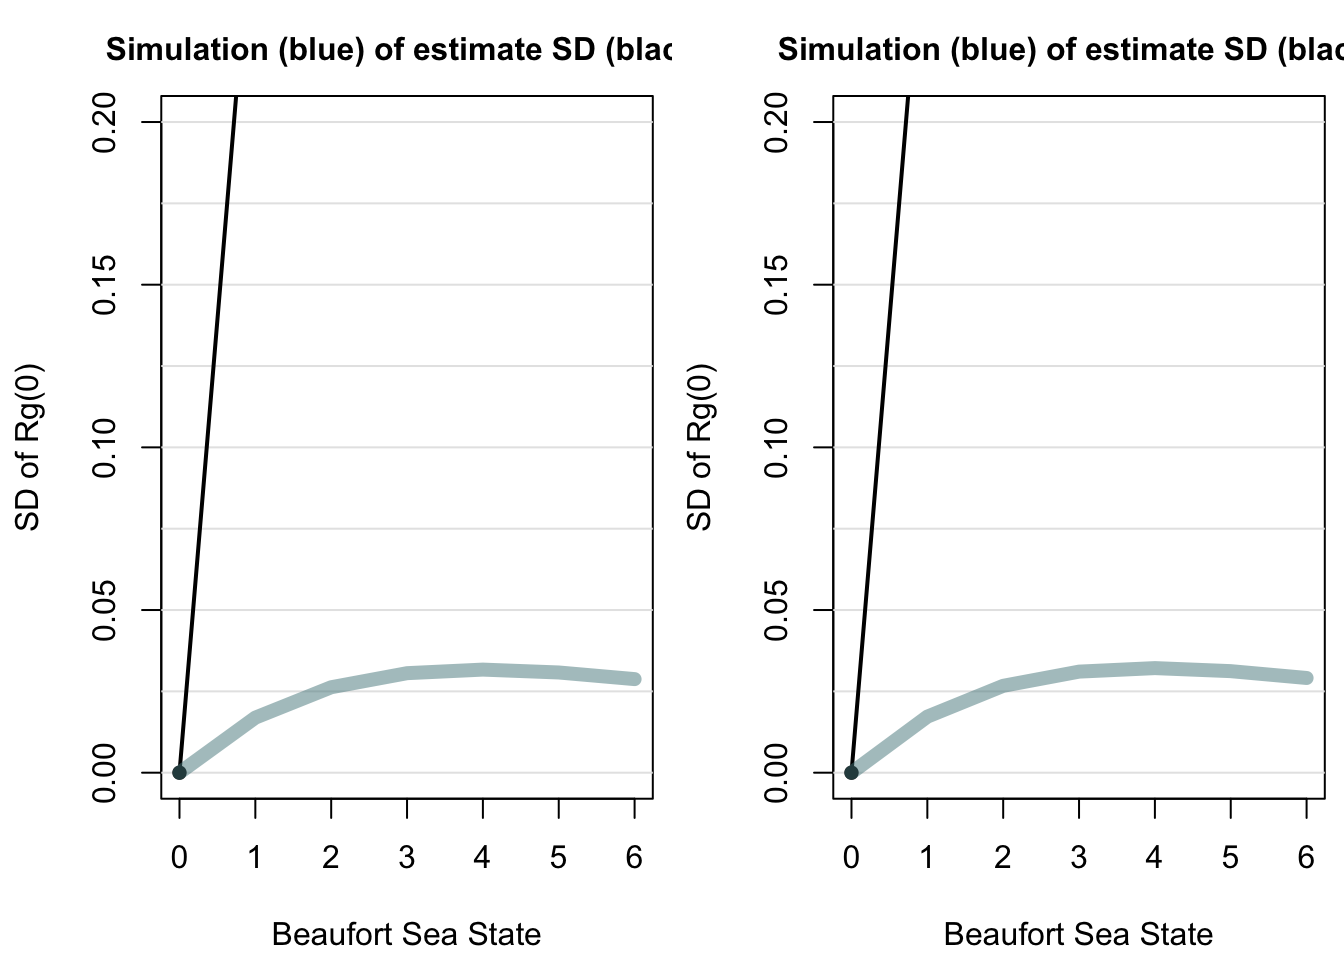 Simulation (blue) of estimate SD (blac
SD of Rg(0)
0.20
0.15
0.10
0.05
0.00
0 1 2 3 4 5 6
Beaufort Sea State
Simulation (blue) of estimate SD (blac
SD of Rg(0)
0.20
0.15
0.10
0.05
0.00
0 1 2 3 4 5 6
Beaufort Sea State